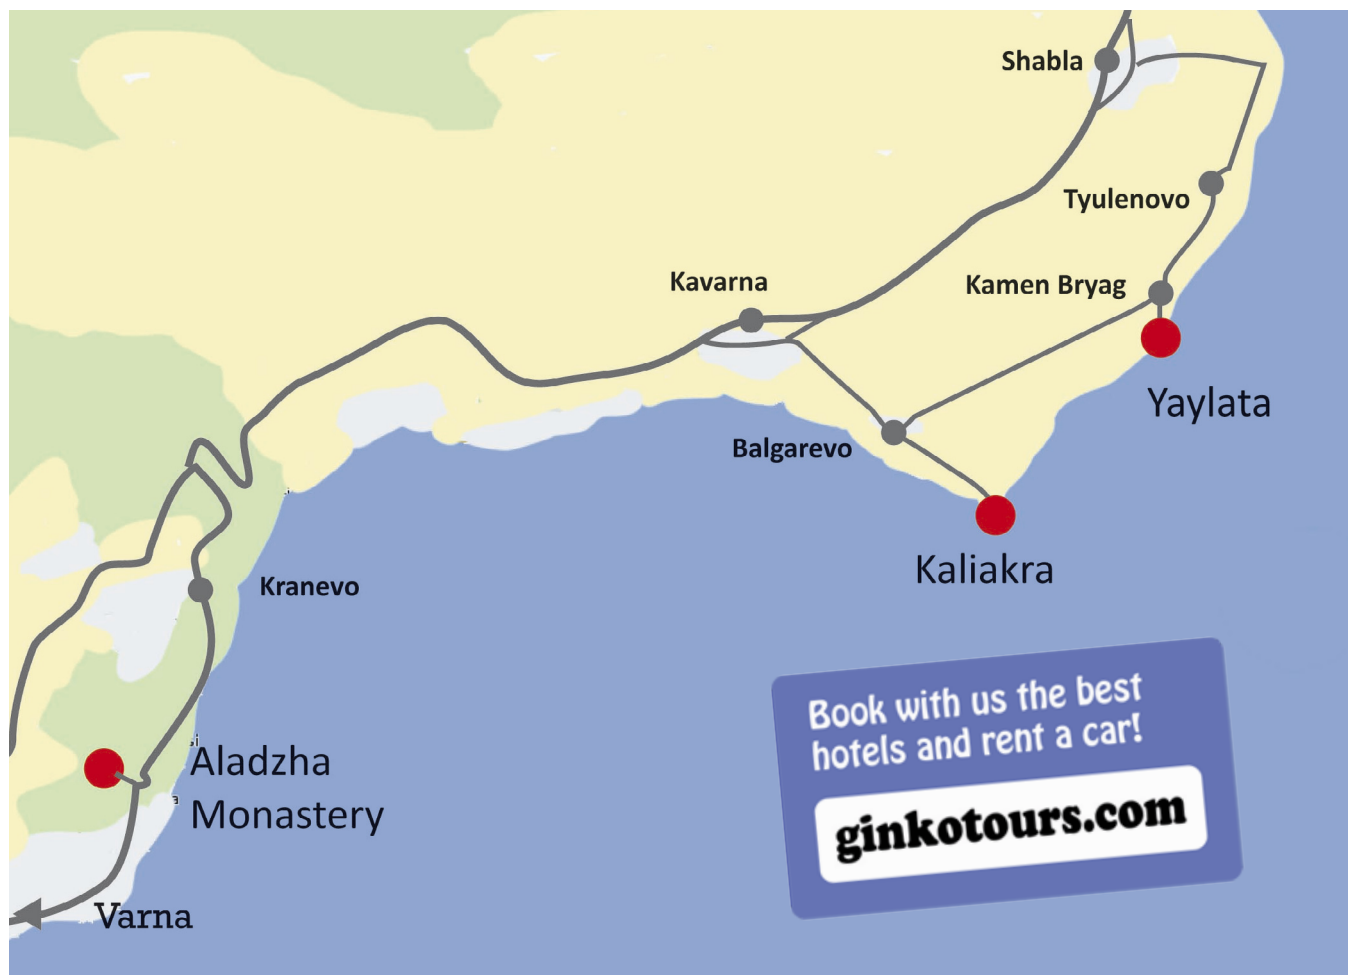 Shabla
Tyulenovo
Kavarna
Kamen Bryag
Yaylata
Balgarevo
Kaliakra
Kranevo
Aladzha
Monastery
Varna
Book with us the best
hotels and rent a car!
ginkotours.com